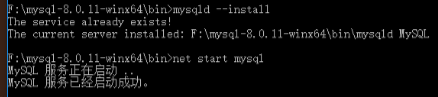 F:\mysql-8.0.11-winx64\bin>mysqld --install
The service already exists!
The current server installed: F:\mysql-8.0.11-winx64\bin\mysqld MySQL
F:\mysql-8.0.11-winx64\bin>net start mysql
MySQL 服务正在启动 ..
MySQL 服务已经启动成功。